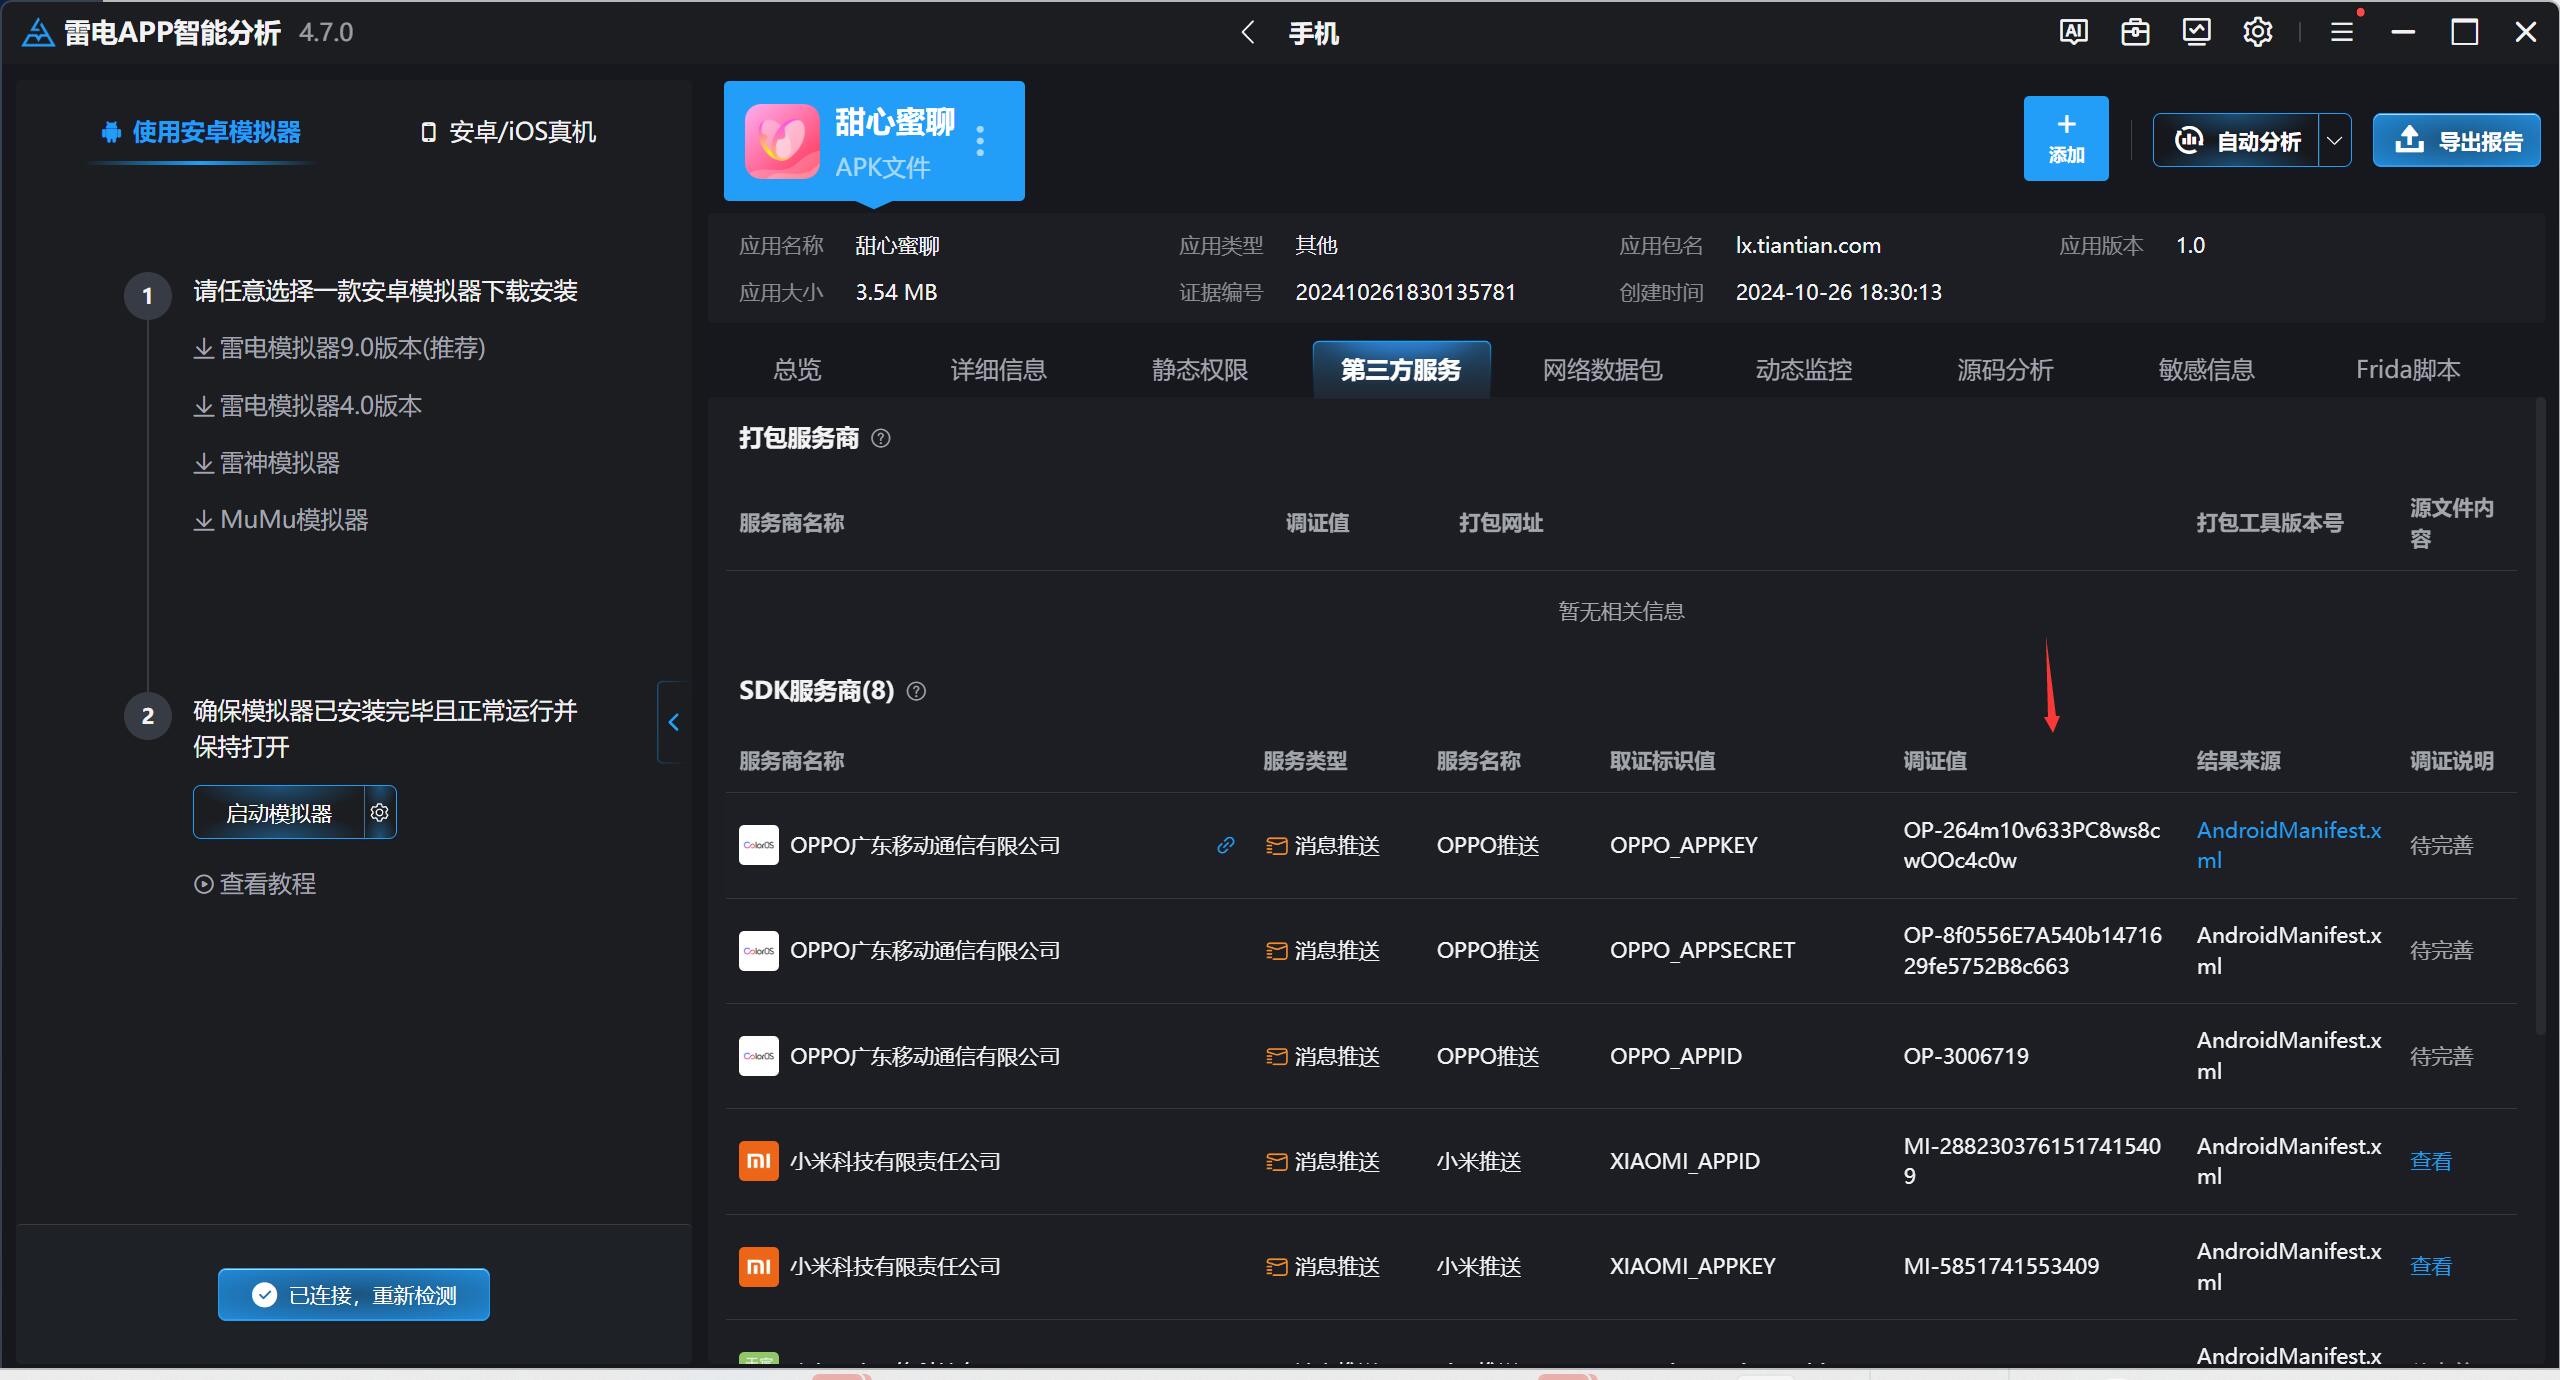 雷电APP智能分析 4.7.0
手机
AI
使用安卓模拟器 安卓/iOS真机
1 请任意选择一款安卓模拟器下载安装
雷电模拟器9.0版本(推荐)
雷电模拟器4.0版本
雷神模拟器
MuMu模拟器
2 确保模拟器已安装完毕且正常运行并
保持打开
启动模拟器
查看教程
已连接，重新检测
甜心蜜聊
APK文件
+
添加
自动分析
导出报告
应用名称 甜心蜜聊 应用类型 其他 应用包名 lx.tiantian.com 应用版本 1.0
应用大小 3.54 MB 证据编号 202410261830135781 创建时间 2024-10-26 18:30:13
总览 详细信息 静态权限 第三方服务 网络数据包 动态监控 源码分析 敏感信息 Frida脚本
打包服务商
服务商名称 调证值 打包网址 打包工具版本号 源文件内
容
暂无相关信息
SDK服务商(8)
服务商名称 服务类型 服务名称 取证标识值 调证值 结果来源 调证说明
ColorOS OPPO广东移动通信有限公司 消息推送 OPPO推送 OPPO_APPKEY OP-264m10v633PC8ws8c AndroidManifest.x 待完善
wOOc4c0w ml
ColorOS OPPO广东移动通信有限公司 消息推送 OPPO推送 OPPO_APPSECRET OP-8f0556E7A540b14716 AndroidManifest.x 待完善
29fe5752B8c663 ml
ColorOS OPPO广东移动通信有限公司 消息推送 OPPO推送 OPPO_APPID OP-3006719 AndroidManifest.x 待完善
ml
mi 小米科技有限责任公司 消息推送 小米推送 XIAOMI_APPID MI-288230376151741540 AndroidManifest.x 查看
9 ml
mi 小米科技有限责任公司 消息推送 小米推送 XIAOMI_APPKEY MI-5851741553409 AndroidManifest.x 查看
ml
AndroidManifest.x